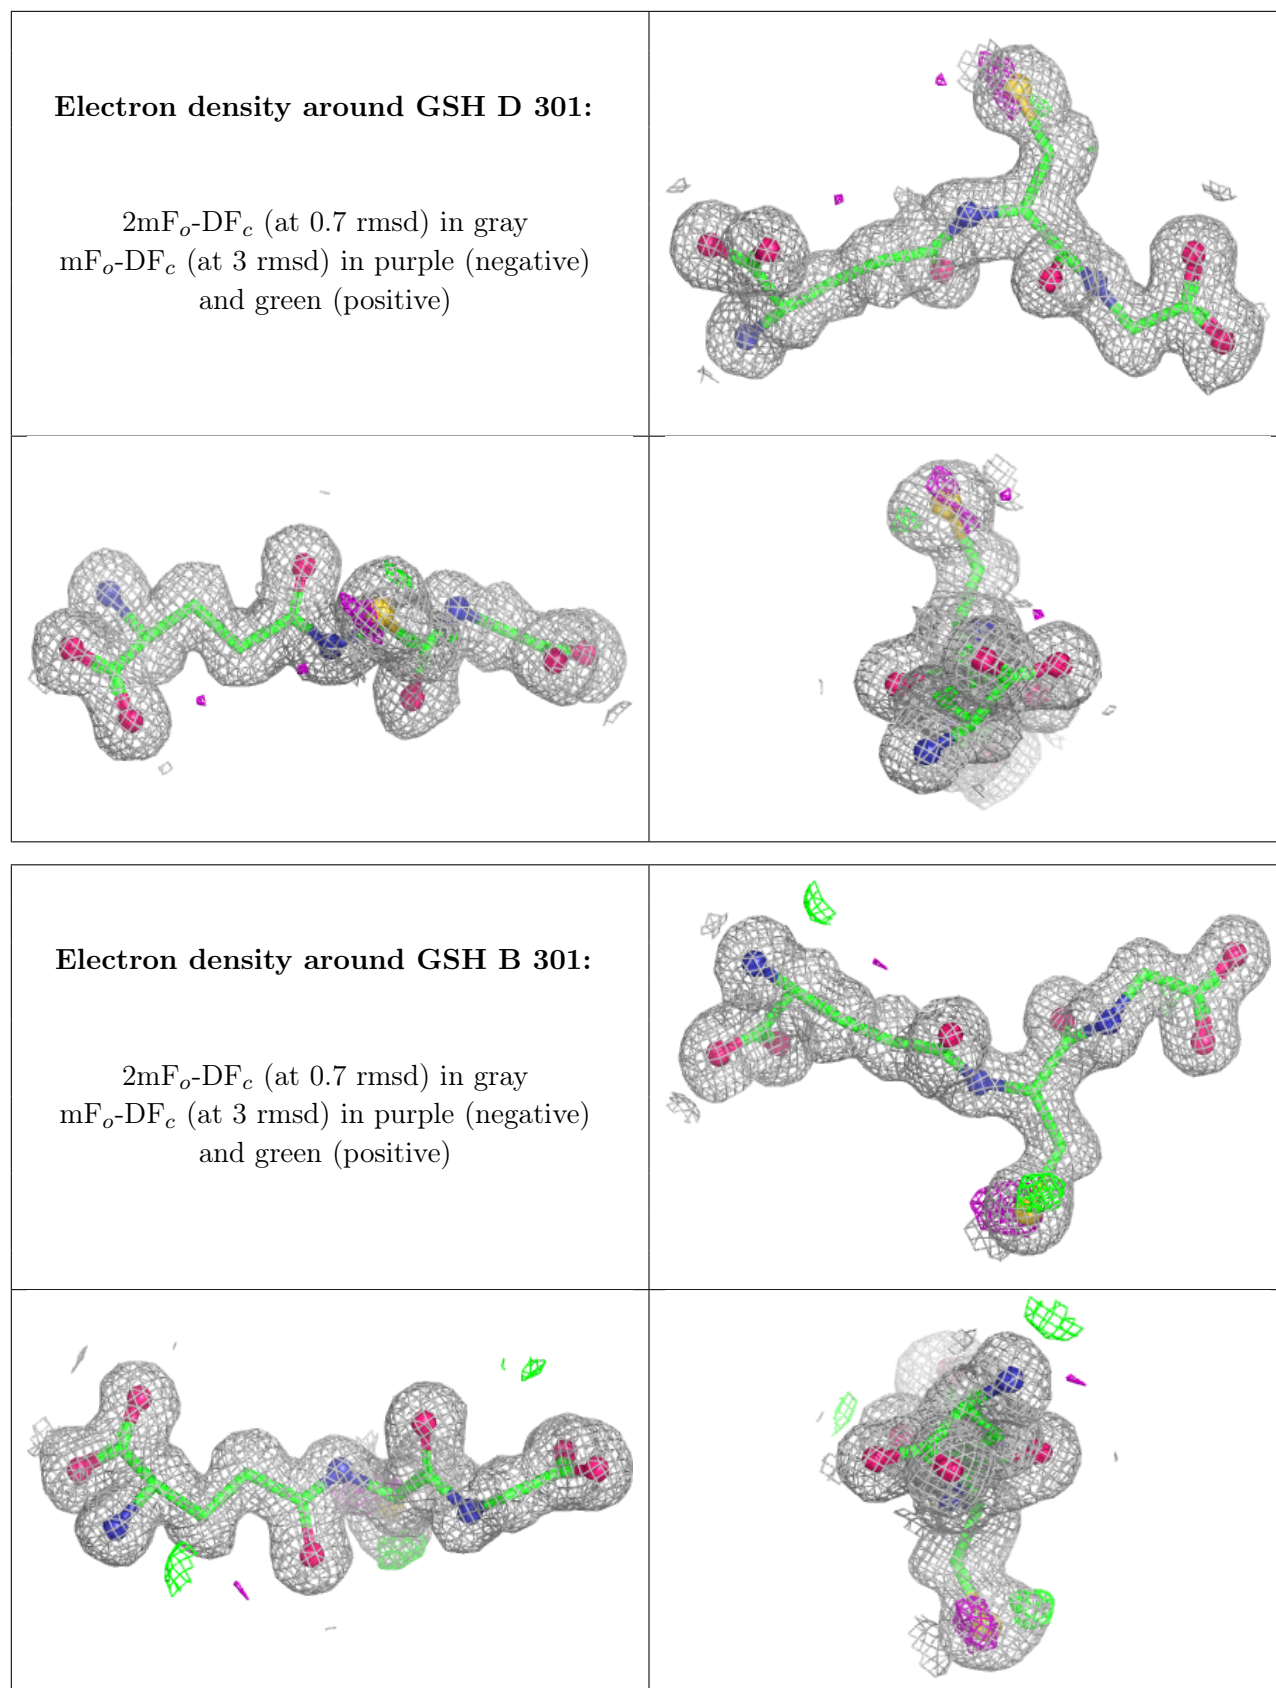 Electron density around GSH D 301:
2mFo-DFc (at 0.7 rmsd) in gray
mFo-DFc (at 3 rmsd) in purple (negative)
and green (positive)
Electron density around GSH B 301:
2mFo-DFc (at 0.7 rmsd) in gray
mFo-DFc (at 3 rmsd) in purple (negative)
and green (positive)